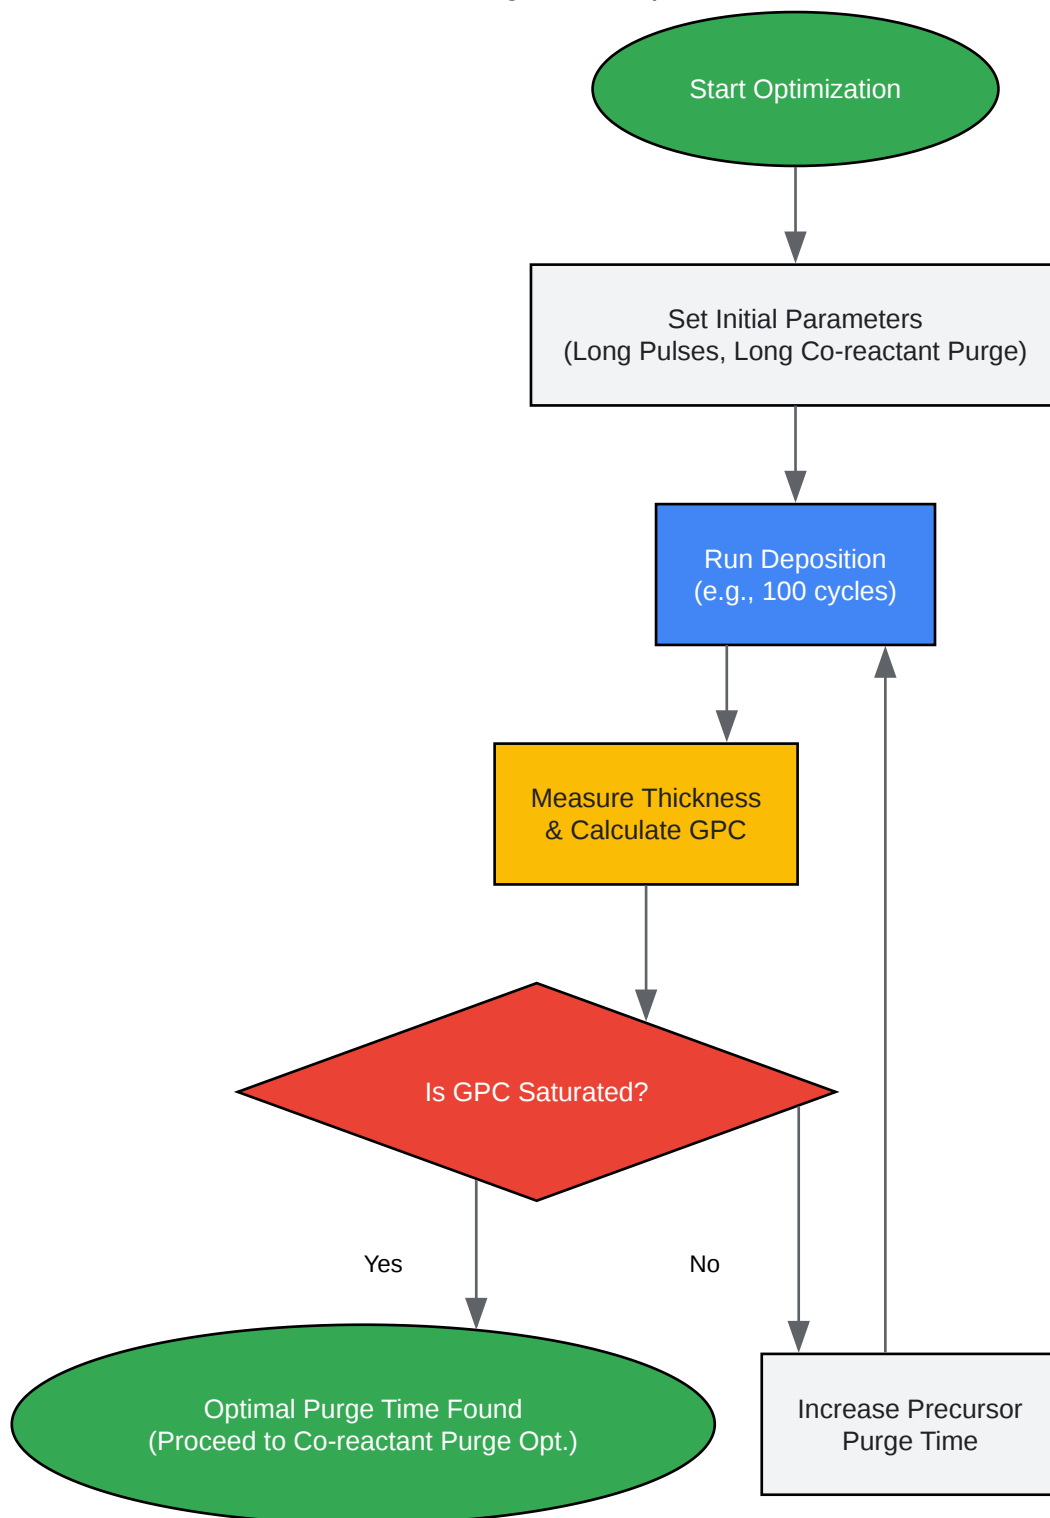 Start Optimization
Set Initial Parameters
(Long Pulses, Long Co-reactant Purge)
Run Deposition
(e.g., 100 cycles)
Measure Thickness
& Calculate GPC
Is GPC Saturated?
Yes
No
Optimal Purge Time Found
(Proceed to Co-reactant Purge Opt.)
Increase Precursor
Purge Time